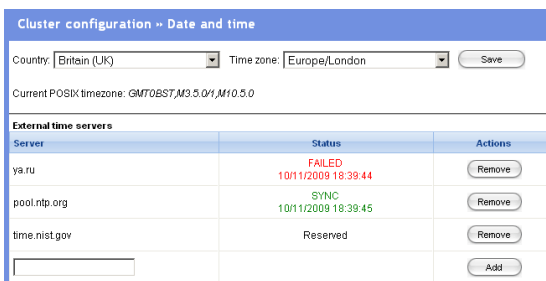 Cluster configuration » Date and time
Country: Britain (UK) Time zone: Europe/London Save
Current POSIX timezone: GMT0BST,M3.5.0/1,M10.5.0
External time servers
Server Status Actions
ya.ru FAILED 10/11/2009 18:39:44 Remove
pool.ntp.org SYNC 10/11/2009 18:39:45 Remove
time.nist.gov Reserved Remove
Add